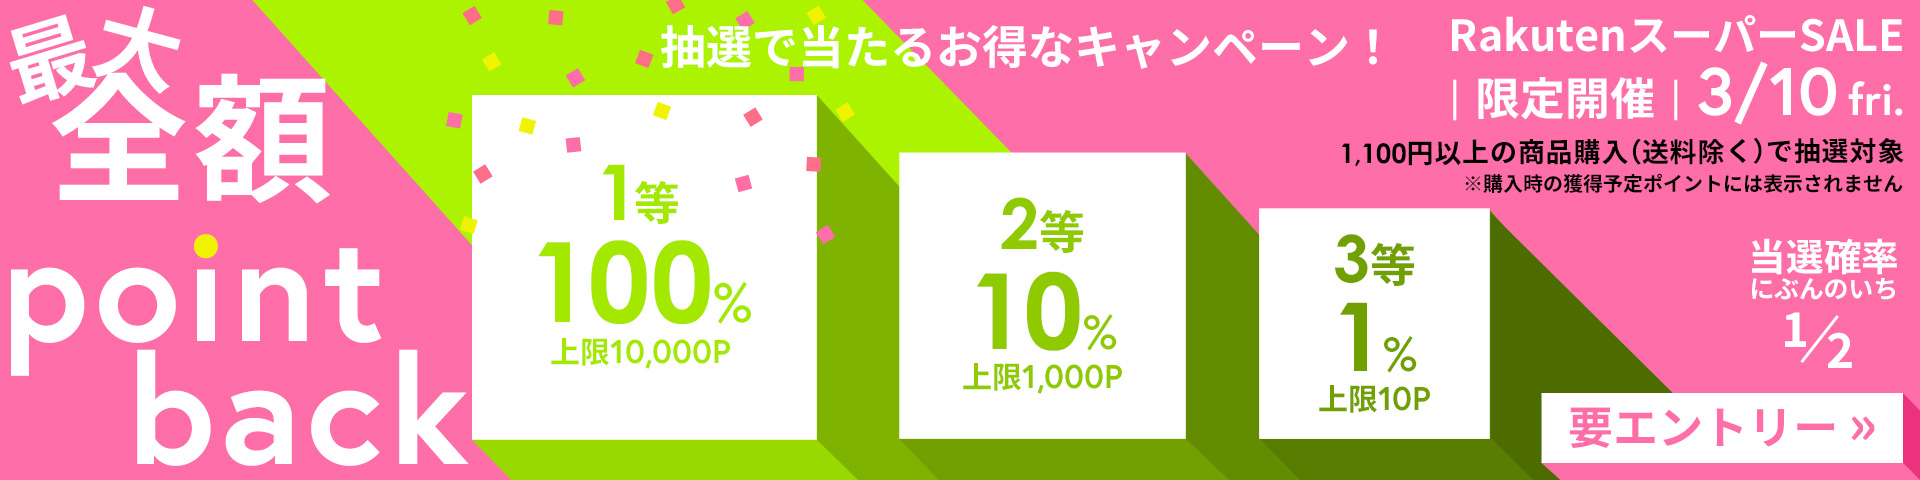 最大
全額
point
back
抽選で当たるお得なキャンペーン！
1等
100%
上限10,000P
2等
10%
上限1,000P
3等
1%
上限10P
RakutenスーパーSALE
｜限定開催｜3/10 fri.
1,100円以上の商品購入（送料除く）で抽選対象
※購入時の獲得予定ポイントには表示されません
当選確率
にぶんのいち
1/2
要エントリー »